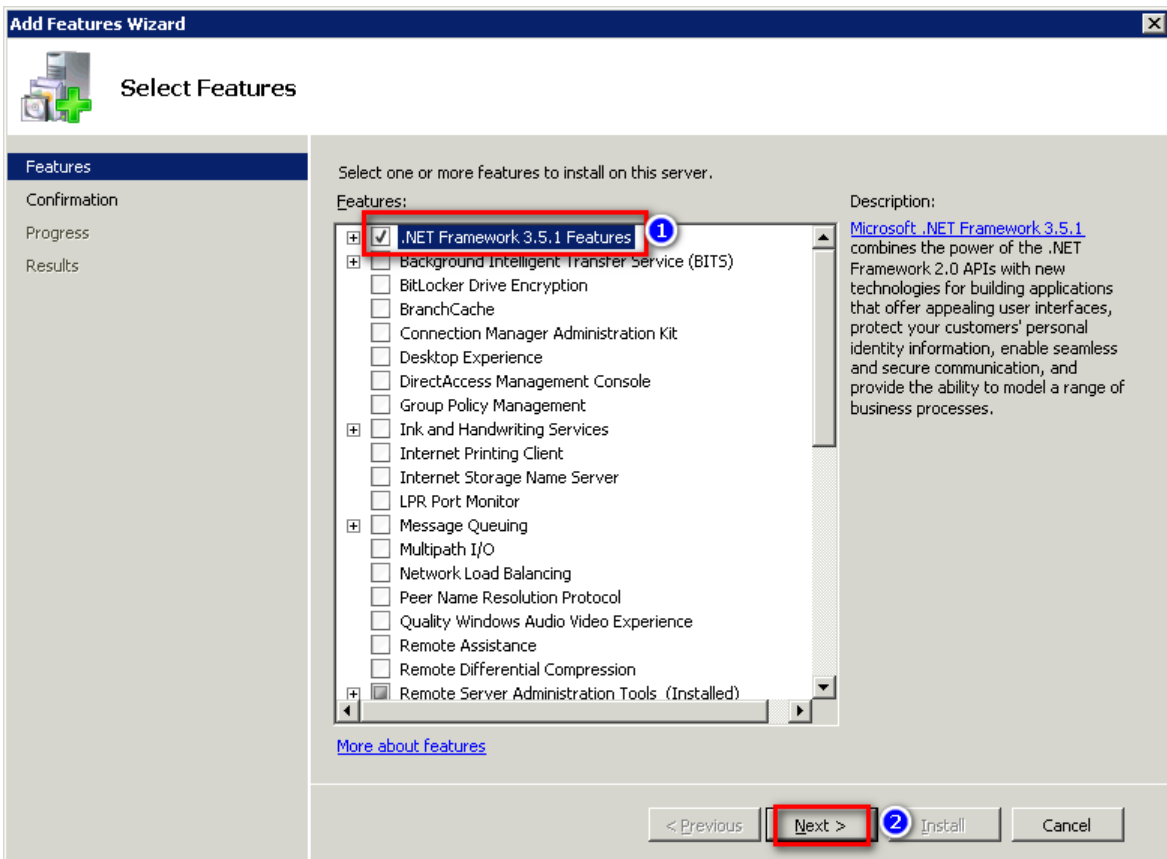 Add Features Wizard
Select Features
Features
Confirmation
Progress
Results
Select one or more features to install on this server.
Features:
.NET Framework 3.5.1 Features
1
Background Intelligent Transfer Service (BITS)
BitLocker Drive Encryption
BranchCache
Connection Manager Administration Kit
Desktop Experience
DirectAccess Management Console
Group Policy Management
Ink and Handwriting Services
Internet Printing Client
Internet Storage Name Server
LPR Port Monitor
Message Queuing
Multipath I/O
Network Load Balancing
Peer Name Resolution Protocol
Quality Windows Audio Video Experience
Remote Assistance
Remote Differential Compression
Remote Server Administration Tools (Installed)
More about features
Description:
Microsoft .NET Framework 3.5.1
combines the power of the .NET
Framework 2.0 APIs with new
technologies for building applications
that offer appealing user interfaces,
protect your customers' personal
identity information, enable seamless
and secure communication, and
provide the ability to model a range of
business processes.
< Previous
Next >
2
Install
Cancel